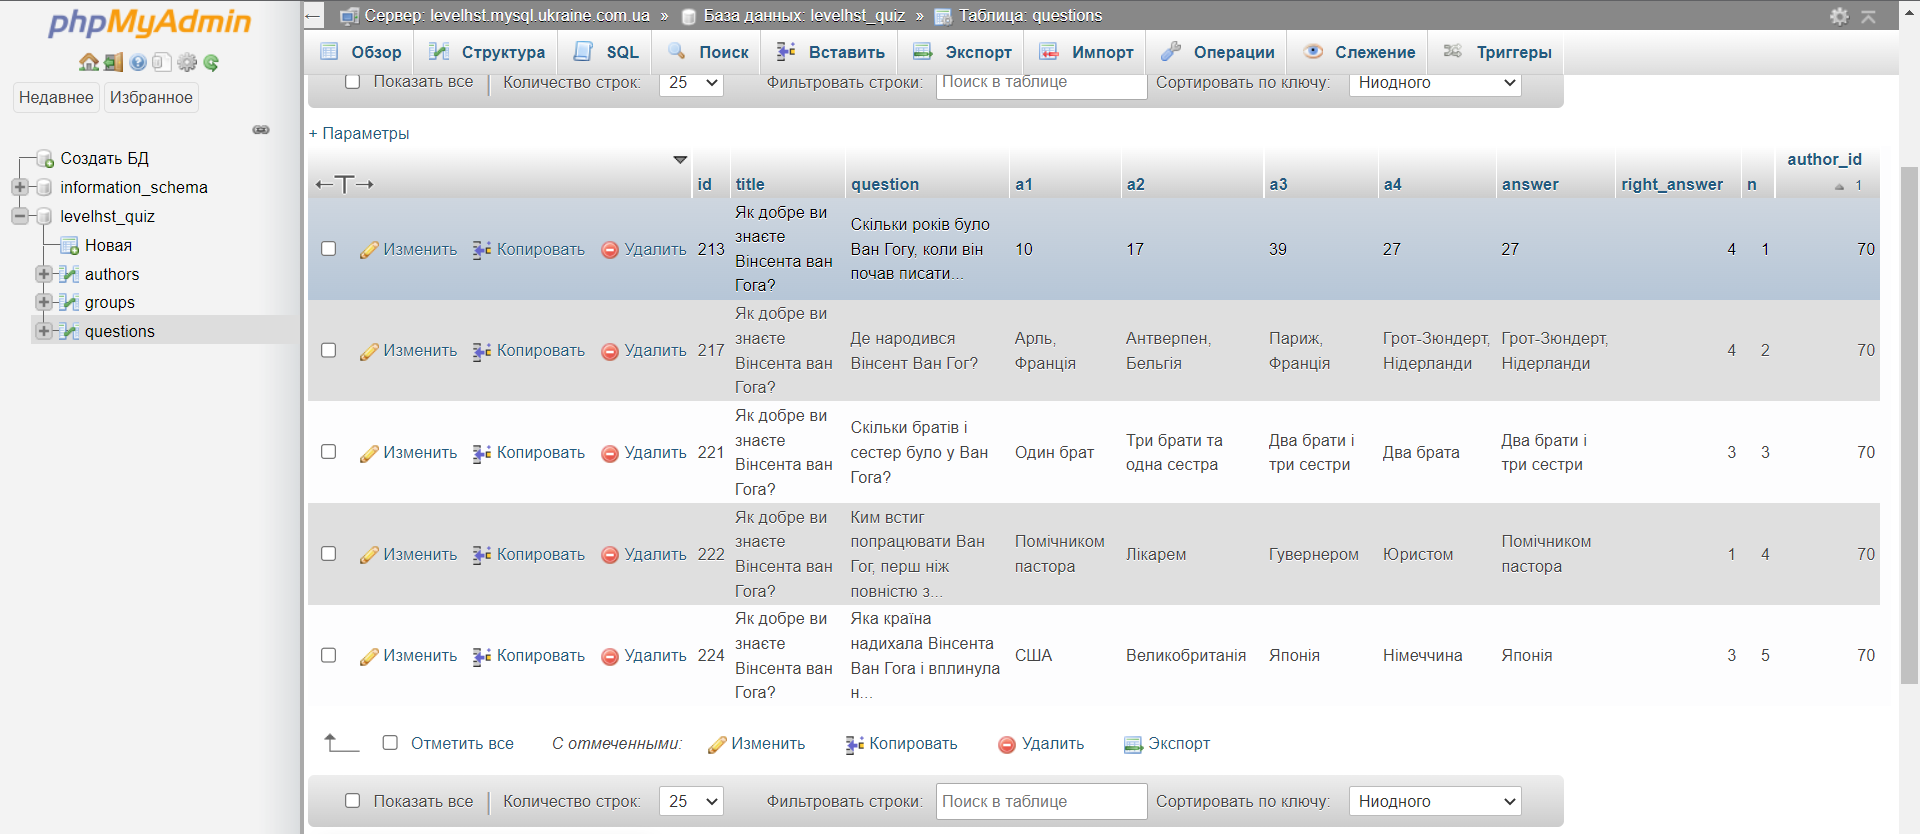 phpMyAdmin
Недавнее Избранное
Создать БД
information_schema
levelhst_quiz
Новая
authors
groups
questions
Сервер: levelhst.mysql.ukraine.com.ua » База данных: levelhst_quiz » Таблица: questions
Обзор Структура SQL Поиск Вставить Экспорт Импорт Операции Слежение Триггеры
Показать все Количество строк: 25 Фильтровать строки: Поиск в таблице Сортировать по ключу: Ниодного
+ Параметры
←T→ id title question a1 a2 a3 a4 answer right_answer n author_id 1
Изменить Копировать Удалить 213 Як добре ви знаєте Вінсента ван Гога? Скільки років було Ван Гогу, коли він почав писати... 10 17 39 27 27 4 1 70
Изменить Копировать Удалить 217 Як добре ви знаєте Вінсента ван Гога? Де народився Вінсент Ван Гог? Арль, Франція Антверпен, Бельгія Париж, Франція Грот-Зюндерт, Нідерланди Грот-Зюндерт, Нідерланди 4 2 70
Изменить Копировать Удалить 221 Як добре ви знаєте Вінсента ван Гога? Скільки братів і сестер було у Ван Гога? Один брат Три брати та одна сестра Два брати і три сестри Два брата Два брати і три сестри 3 3 70
Изменить Копировать Удалить 222 Як добре ви знаєте Вінсента ван Гога? Ким встиг попрацювати Ван Гог, перш ніж повністю з... Помічником пастора Лікарем Гувернером Юристом Помічником пастора 1 4 70
Изменить Копировать Удалить 224 Як добре ви знаєте Вінсента ван Гога? Яка країна надихала Вінсента Ван Гога і вплинула н... США Великобританія Японія Німеччина Японія 3 5 70
Отметить все С отмеченными: Изменить Копировать Удалить Экспорт
Показать все Количество строк: 25 Фильтровать строки: Поиск в таблице Сортировать по ключу: Ниодного